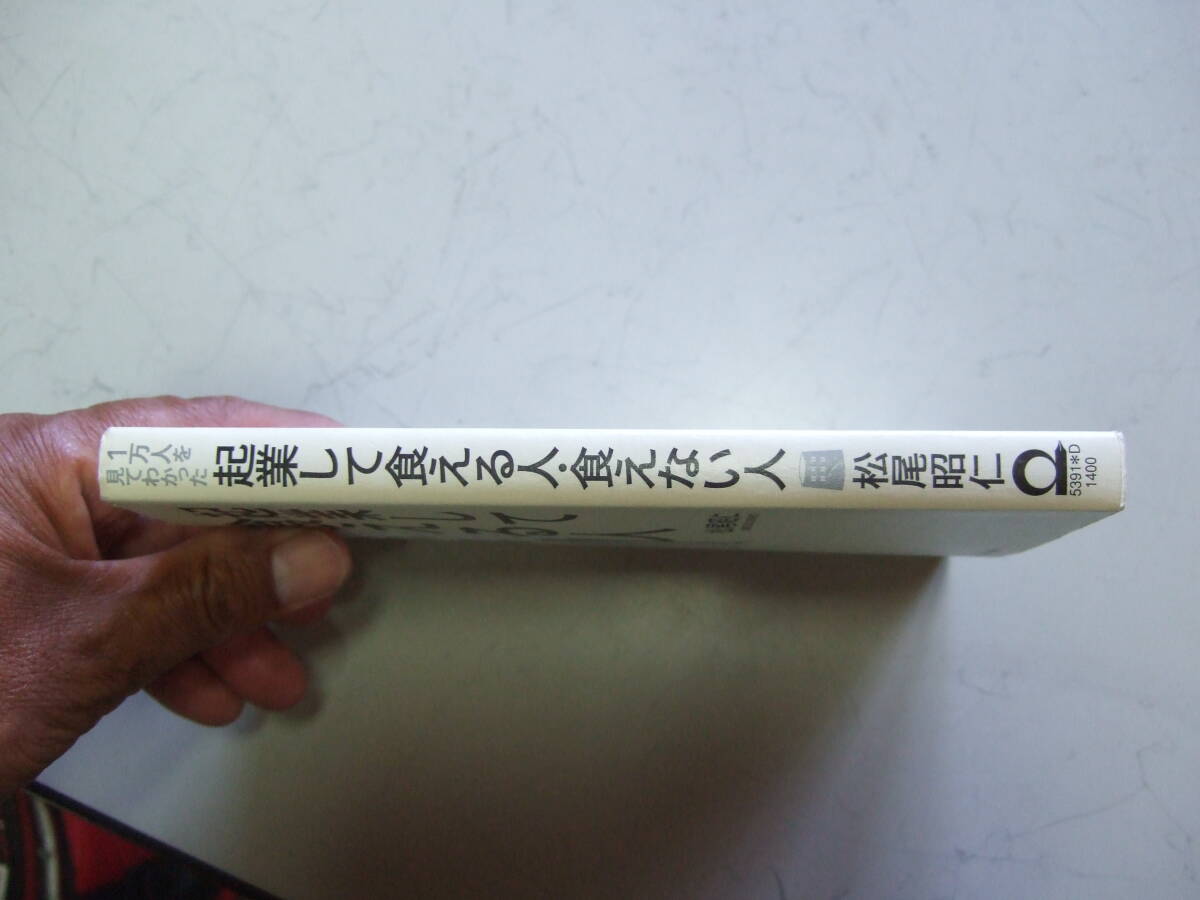 1万人を
見てわかった
起業して食える人・食えない人
松尾昭仁
5391*D
1400